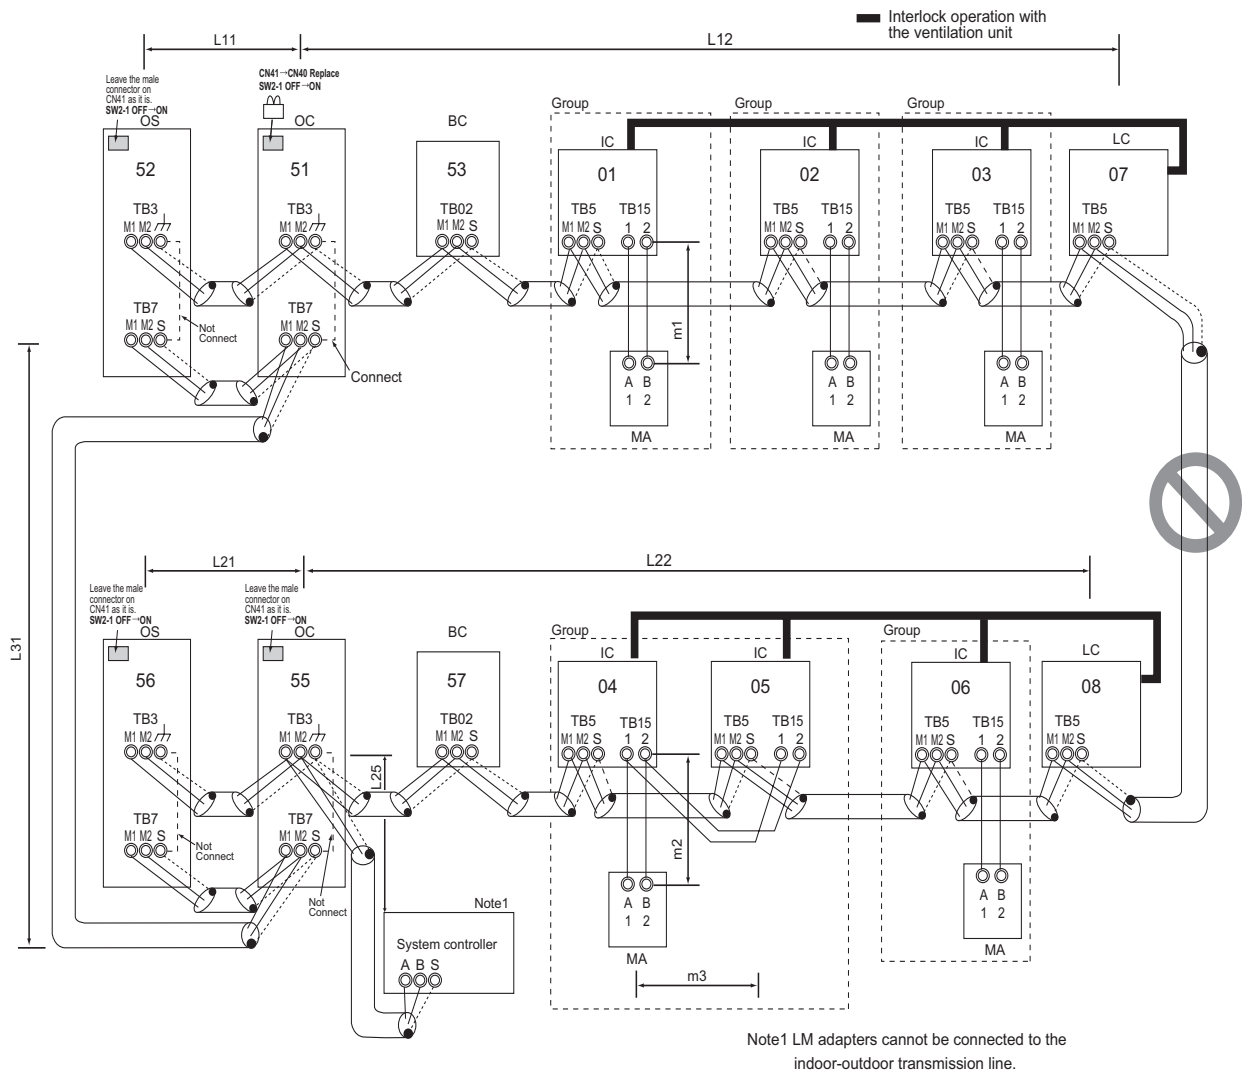 Interlock operation with
the ventilation unit
L11
L12
Leave the male
connector on
CN41 as it is.
SW2-1 OFF→ON
CN41→CN40 Replace
SW2-1 OFF→ON
OS
OC
BC
Group
Group
Group
IC
IC
IC
LC
52
51
53
01
02
03
07
TB3
TB3
TB02
TB5
TB15
TB5
TB15
TB5
TB15
TB5
M1 M2
M1 M2
M1 M2 S
M1 M2 S
1 2
M1 M2 S
1 2
M1 M2 S
1 2
M1 M2 S
TB7
TB7
M1 M2 S
M1 M2 S
Not
Connect
Connect
m1
A B
1 2
MA
A B
1 2
MA
A B
1 2
MA
L31
L21
L22
Leave the male
connector on
CN41 as it is.
SW2-1 OFF→ON
Leave the male
connector on
CN41 as it is.
SW2-1 OFF→ON
OS
OC
BC
Group
Group
IC
IC
IC
LC
56
55
57
04
05
06
08
TB3
TB3
TB02
TB5
TB15
TB5
TB15
TB5
TB15
TB5
M1 M2
M1 M2
M1 M2 S
M1 M2 S
1 2
M1 M2 S
1 2
M1 M2 S
1 2
M1 M2 S
L25
TB7
TB7
M1 M2 S
M1 M2 S
Not
Connect
Not
Connect
m2
A B
1 2
MA
A B
1 2
MA
Note1
System controller
A B S
m3
Note1 LM adapters cannot be connected to the
indoor-outdoor transmission line.